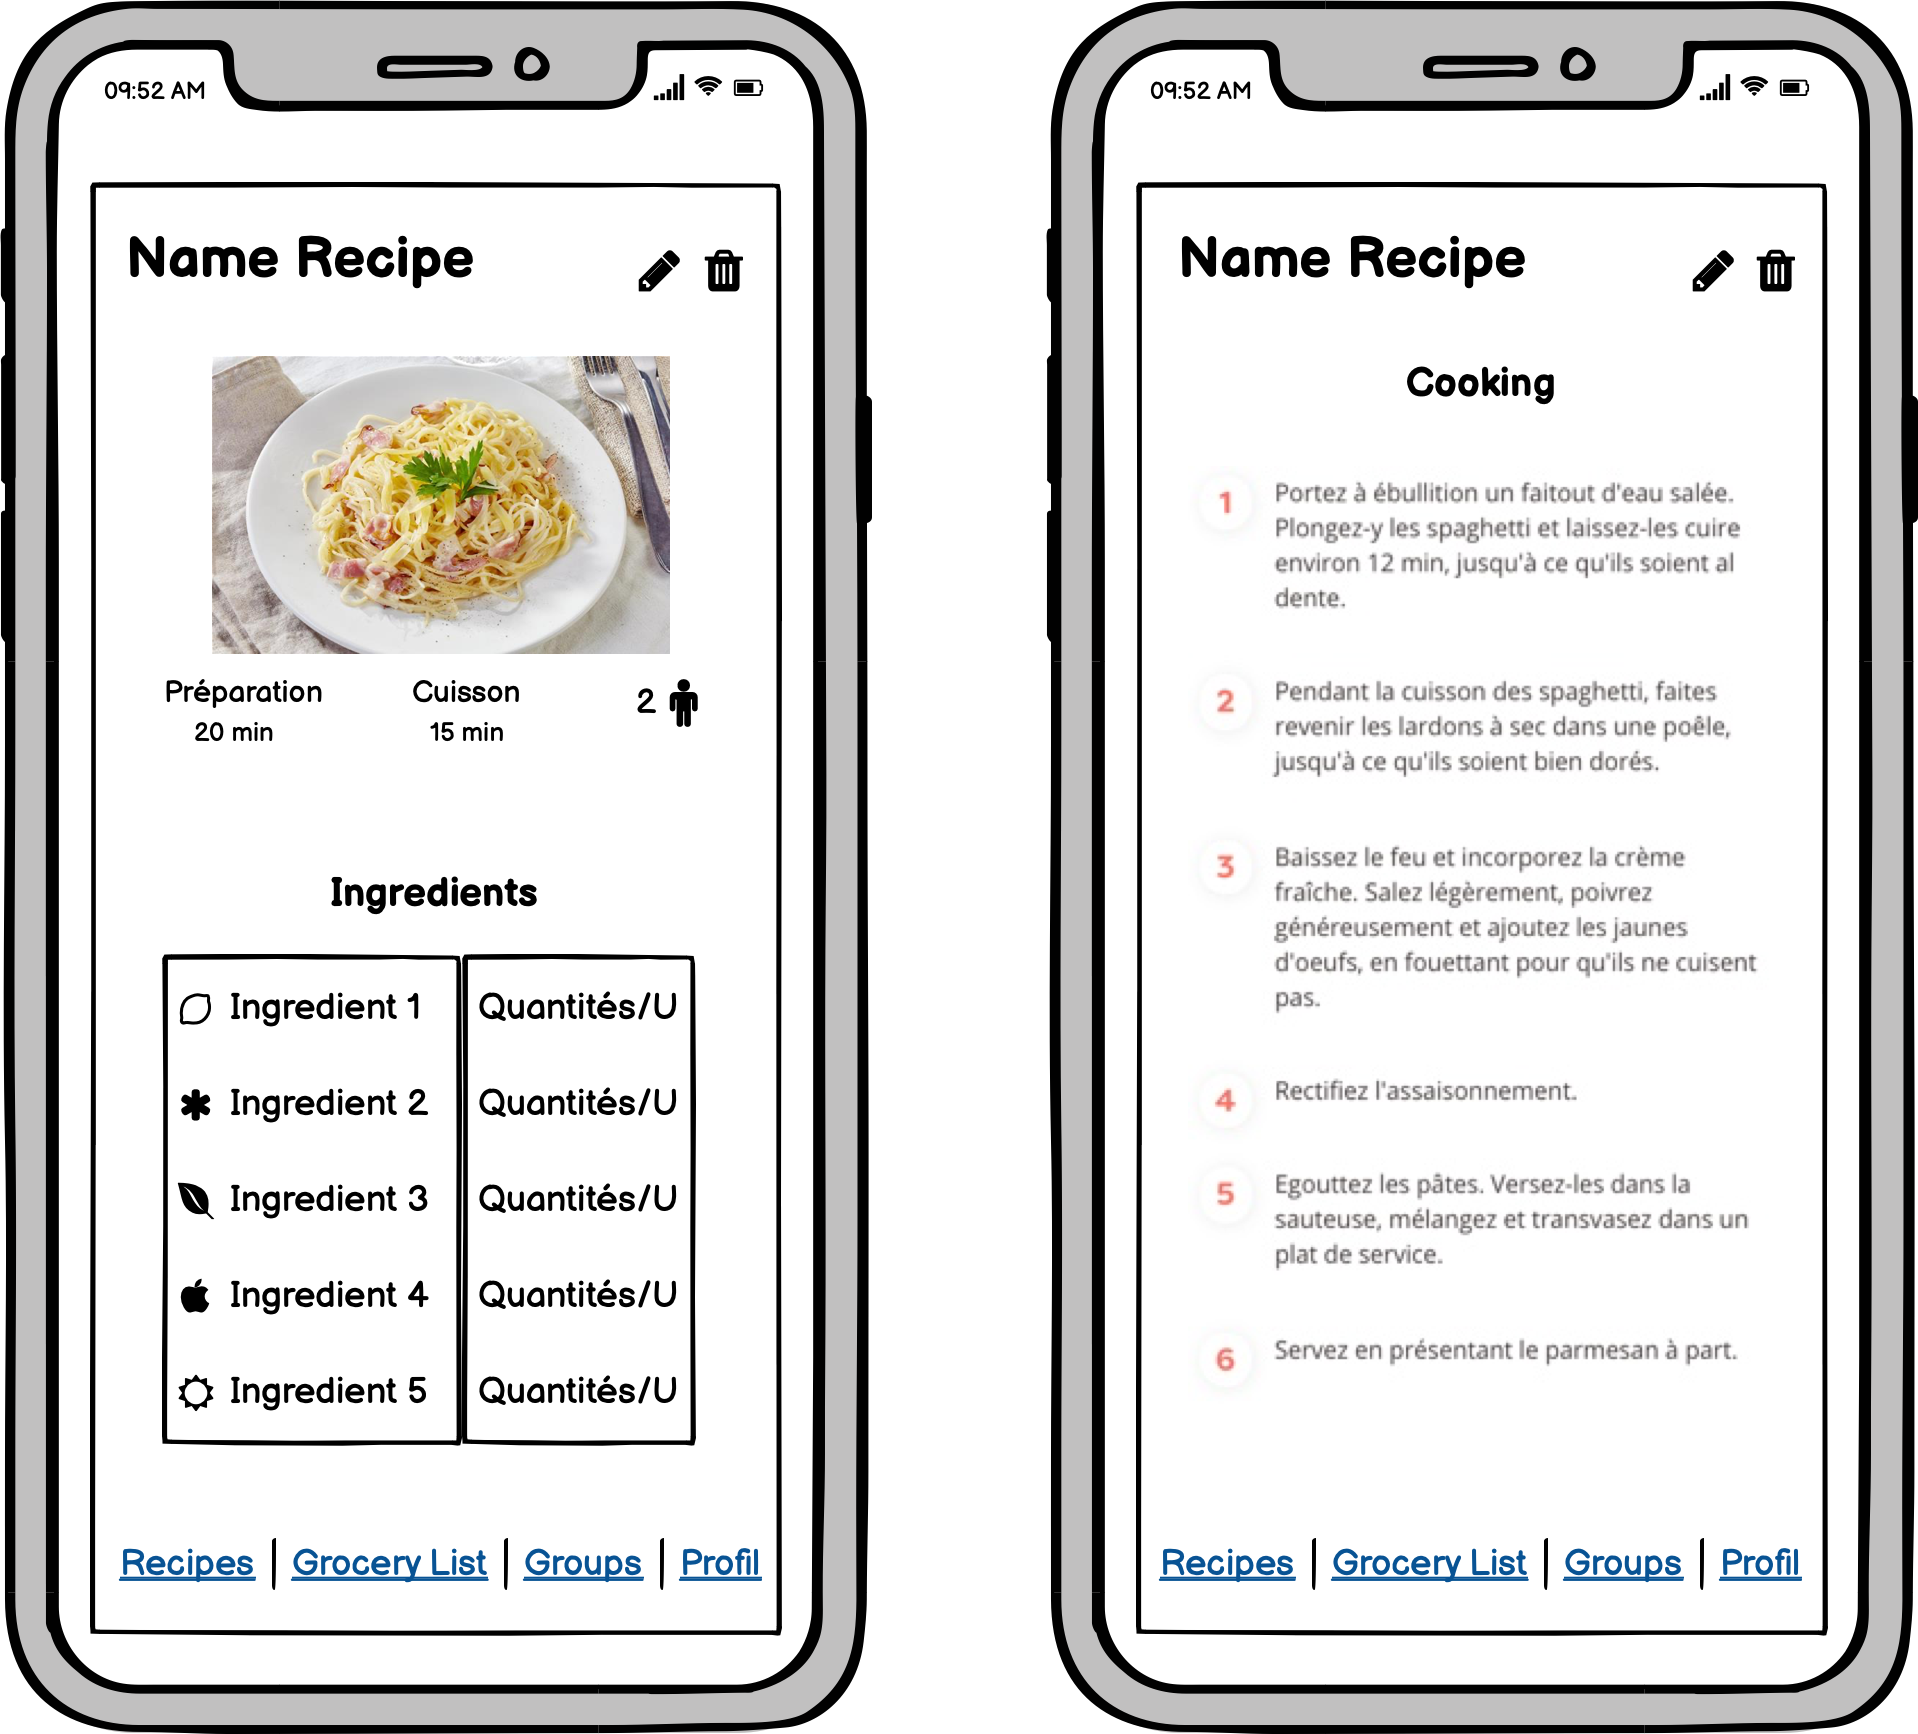 09:52 AM
Name Recipe
Préparation
20 min
Cuisson
15 min
2
Ingredients
Ingredient 1 Quantités/U
Ingredient 2 Quantités/U
Ingredient 3 Quantités/U
Ingredient 4 Quantités/U
Ingredient 5 Quantités/U
Recipes | Grocery List | Groups | Profil
09:52 AM
Name Recipe
Cooking
1 Portez à ébullition un faitout d'eau salée.
Plongez-y les spaghetti et laissez-les cuire
environ 12 min, jusqu'à ce qu'ils soient al
dente.
2 Pendant la cuisson des spaghetti, faites
revenir les lardons à sec dans une poêle,
jusqu'à ce qu'ils soient bien dorés.
3 Baissez le feu et incorporez la crème
fraîche. Salez légèrement, poivrez
généreusement et ajoutez les jaunes
d'oeufs, en fouettant pour qu'ils ne cuisent
pas.
4 Rectifiez l'assaisonnement.
5 Egouttez les pâtes. Versez-les dans la
sauteuse, mélangez et transvasez dans un
plat de service.
6 Servez en présentant le parmesan à part.
Recipes | Grocery List | Groups | Profil